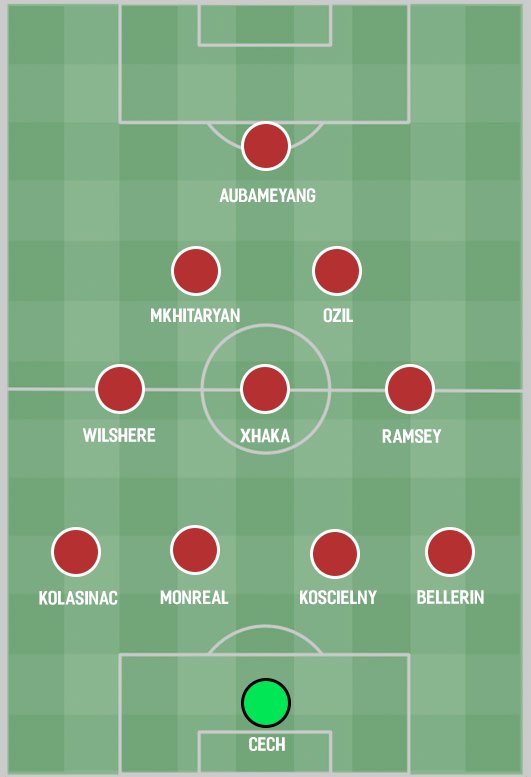 AUBAMEYANG
MKHITARYAN OZIL
WILSHERE XHAKA RAMSEY
KOLASINAC MONREAL KOSCIELNY BELLERIN
CECH